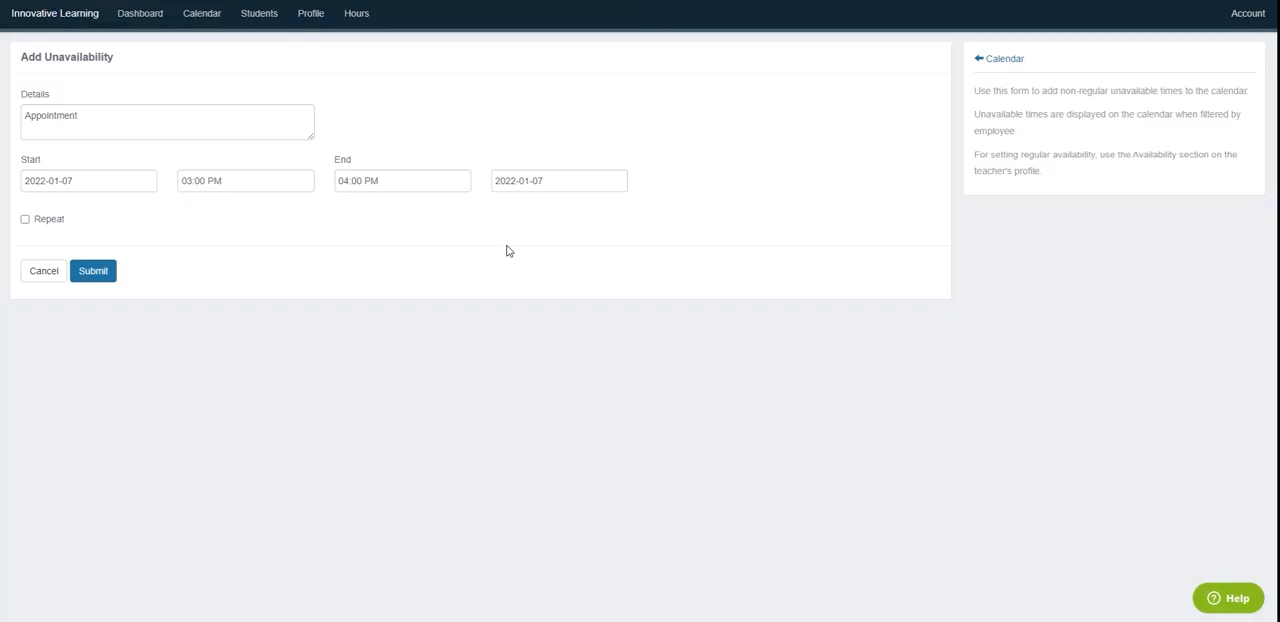 Innovative Learning Dashboard Calendar Students Profile Hours Account
Add Unavailability
Details
Appointment
Start End
2022-01-07 03:00 PM 04:00 PM 2022-01-07
Repeat
Cancel Submit
Calendar
Use this form to add non-regular unavailable times to the calendar.
Unavailable times are displayed on the calendar when filtered by
employee.
For setting regular availability, use the Availability section on the
teacher's profile.
Help